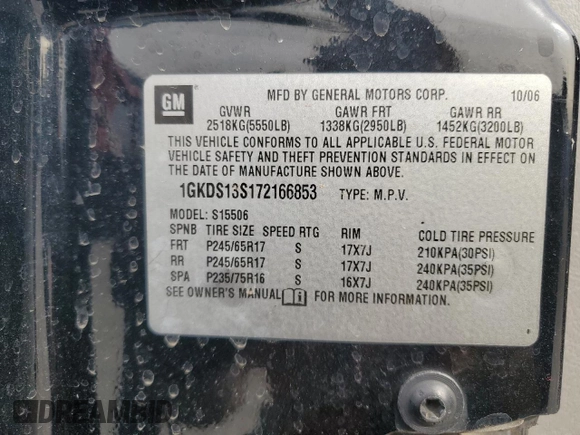 GM
MFD BY GENERAL MOTORS CORP. 10/06
GVWR GAWR FRT GAWR RR
2518KG(5550LB) 1338KG(2950LB) 1452KG(3200LB)
THIS VEHICLE CONFORMS TO ALL APPLICABLE U.S. FEDERAL MOTOR
VEHICLE SAFETY AND THEFT PREVENTION STANDARDS IN EFFECT ON
THE DATE OF MANUFACTURE SHOWN ABOVE.
1GKDS13S172166853 TYPE: M.P.V.
MODEL: S15506
SPNB TIRE SIZE SPEED RTG RIM COLD TIRE PRESSURE
FRT P245/65R17 S 17X7J 210KPA(30PSI)
RR P245/65R17 S 17X7J 240KPA(35PSI)
SPA P235/75R16 S 16X7J 240KPA(35PSI)
SEE OWNER'S MANUAL FOR MORE INFORMATION.
DREAMBID